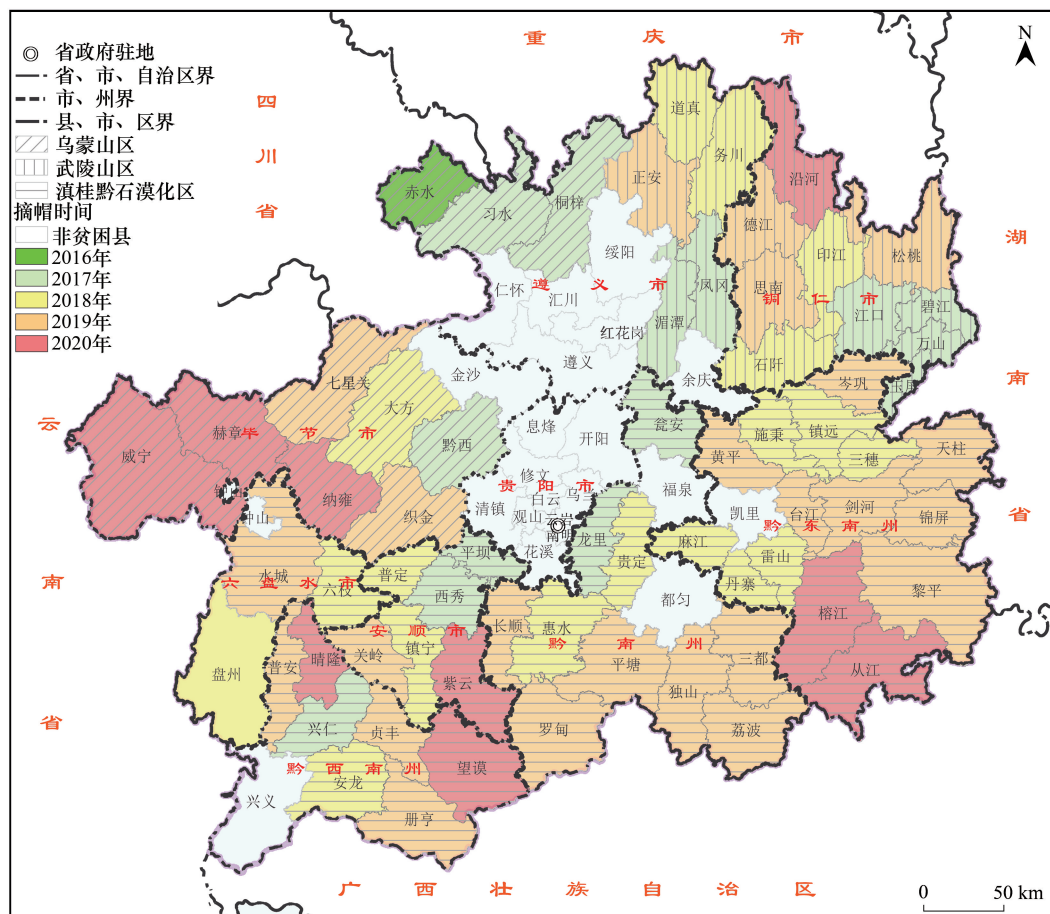 重庆市
N
省政府驻地
省、市、自治区界
市、州界
县、市、区界
乌蒙山区
武陵山区
滇桂黔石漠化区
摘帽时间
非贫困县
2016年
2017年
2018年
2019年
2020年
四川省
湖南省
云南省
广西壮族自治区
道真
务川
沿河
正安
赤水
习水
桐梓
绥阳
德江
印江
松桃
仁怀
遵义市
汇川
凤冈
思南
铜仁市
碧江
江口
湄潭
红花岗
万山
遵义
石阡
余庆
岑巩
玉屏
金沙
七星关
大方
瓮安
息烽
开阳
施秉
镇远
天柱
赫章
毕节市
黔西
威宁
黄平
三穗
修文
钟山
纳雍
贵阳市
白云
乌当
清镇
福泉
织金
观山
云岩
南明
钟山
凯里
台江
剑河
锦屏
黔东南州
花溪
龙里
麻江
平坝
贵定
雷山
水城
六盘水市
普定
六枝
丹寨
黎平
西秀
都匀
榕江
安顺市
长顺
惠水
黔南州
镇宁
关岭
晴隆
普安
盘州
平塘
三都
从江
紫云
独山
兴仁
贞丰
罗甸
荔波
黔西南州
望谟
安龙
兴义
册亨
0
50 km